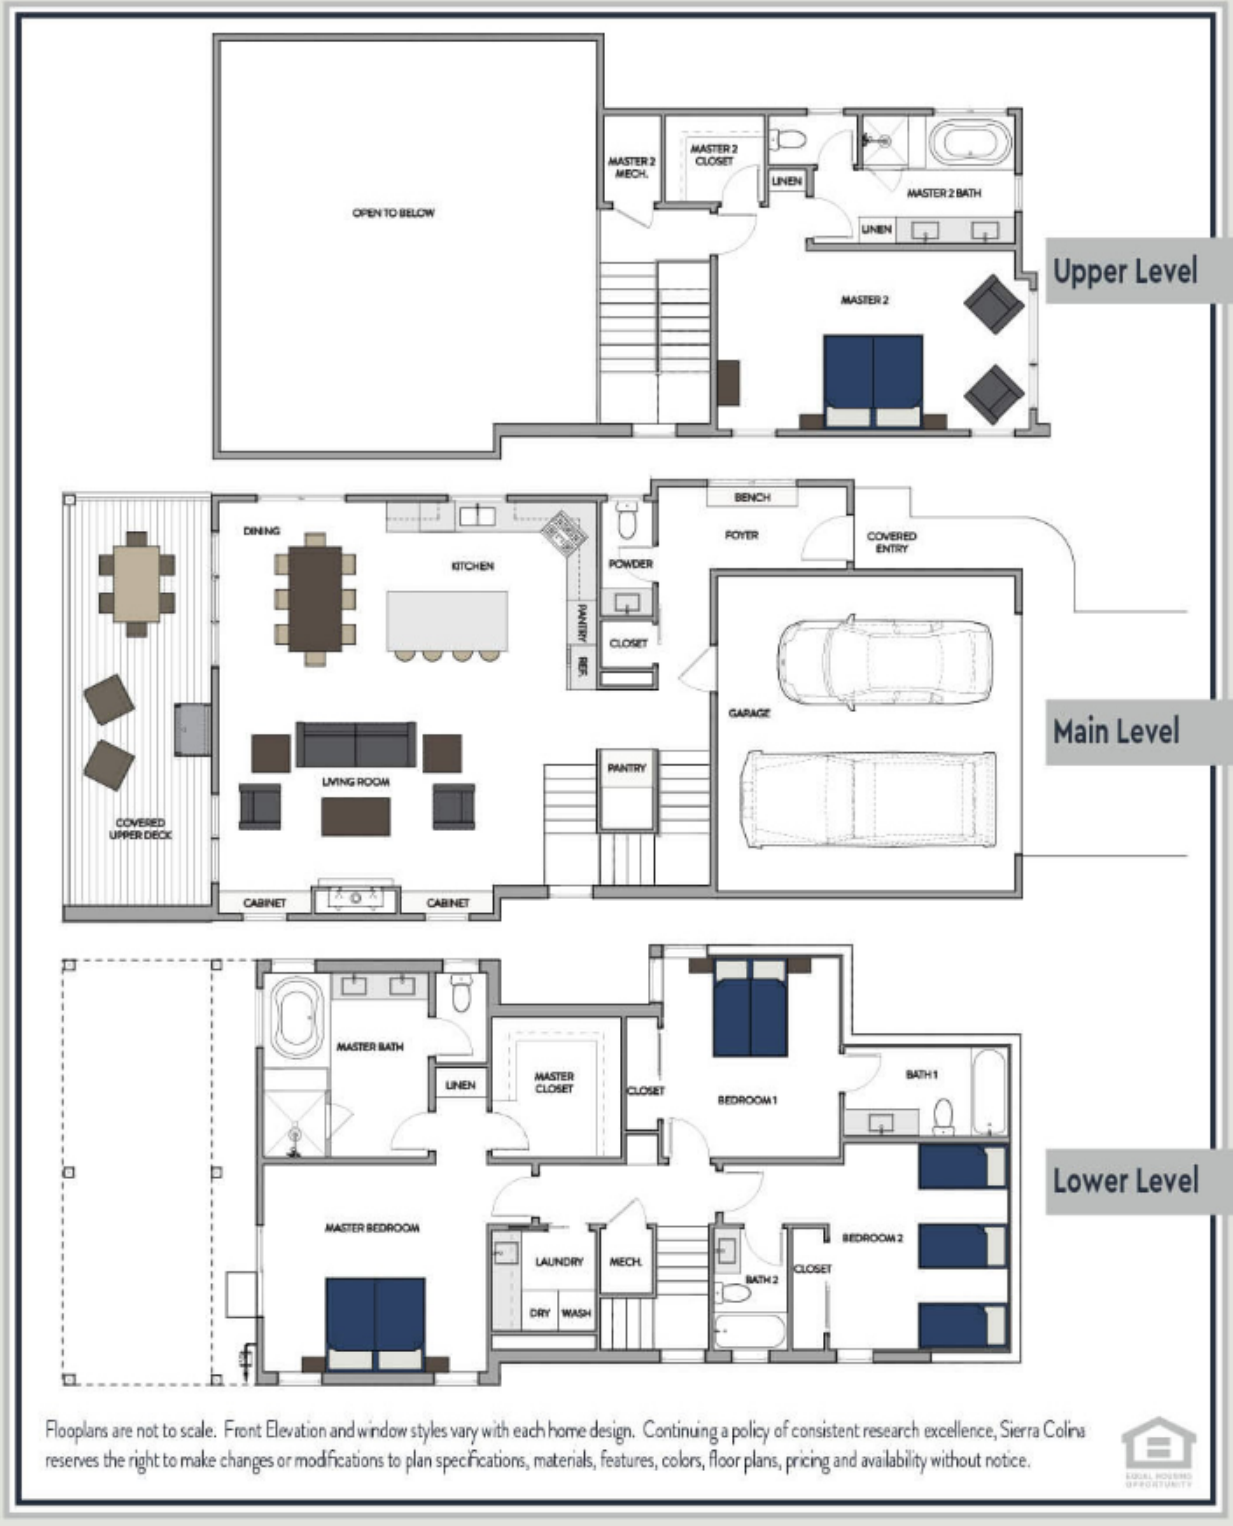 OPEN TO BELOW
MASTER 2
MECH.
MASTER 2
CLOSET
LINEN
MASTER 2 BATH
LINEN
MASTER 2
Upper Level
DINING
KITCHEN
POWDER
BENCH
FOYER
COVERED
ENTRY
PANTRY
REF.
CLOSET
GARAGE
LIVING ROOM
PANTRY
COVERED
UPPER DECK
CABINET
CABINET
Main Level
MASTER BATH
LINEN
MASTER
CLOSET
CLOSET
BEDROOM 1
BATH 1
MASTER BEDROOM
LAUNDRY
DRY
WASH
MECH.
BATH 2
CLOSET
BEDROOM 2
Lower Level
Flooplans are not to scale. Front Elevation and window styles vary with each home design. Continuing a policy of consistent research excellence, Sierra Colina
reserves the right to make changes or modifications to plan specifications, materials, features, colors, floor plans, pricing and availability without notice.
EQUAL HOUSING
OPPORTUNITY